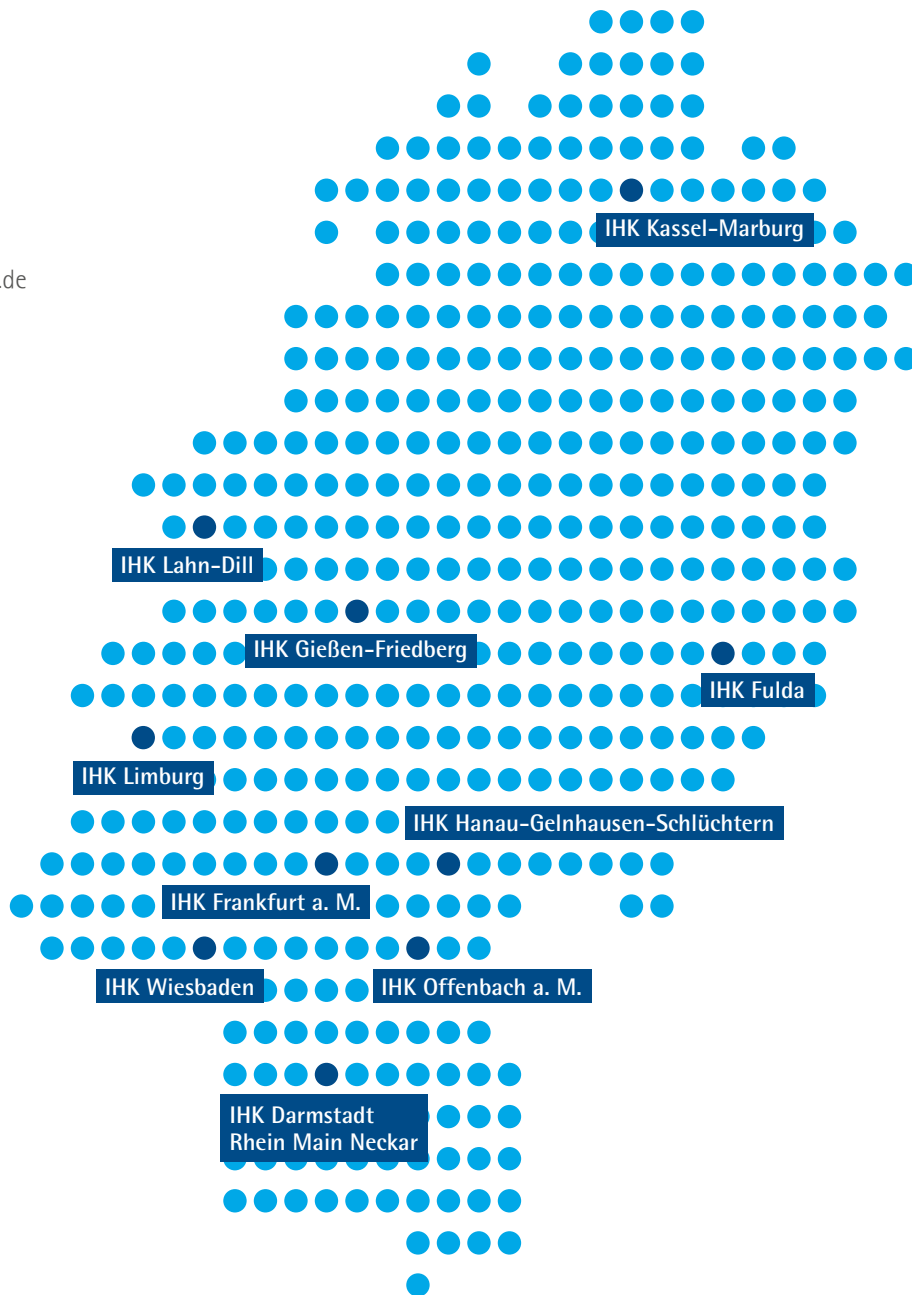 IHK Kassel-Marburg
.de
IHK Lahn-Dill
IHK Gießen-Friedberg
IHK Fulda
IHK Limburg
IHK Hanau-Gelnhausen-Schlüchtern
IHK Frankfurt a. M.
IHK Wiesbaden
IHK Offenbach a. M.
IHK Darmstadt
Rhein Main Neckar